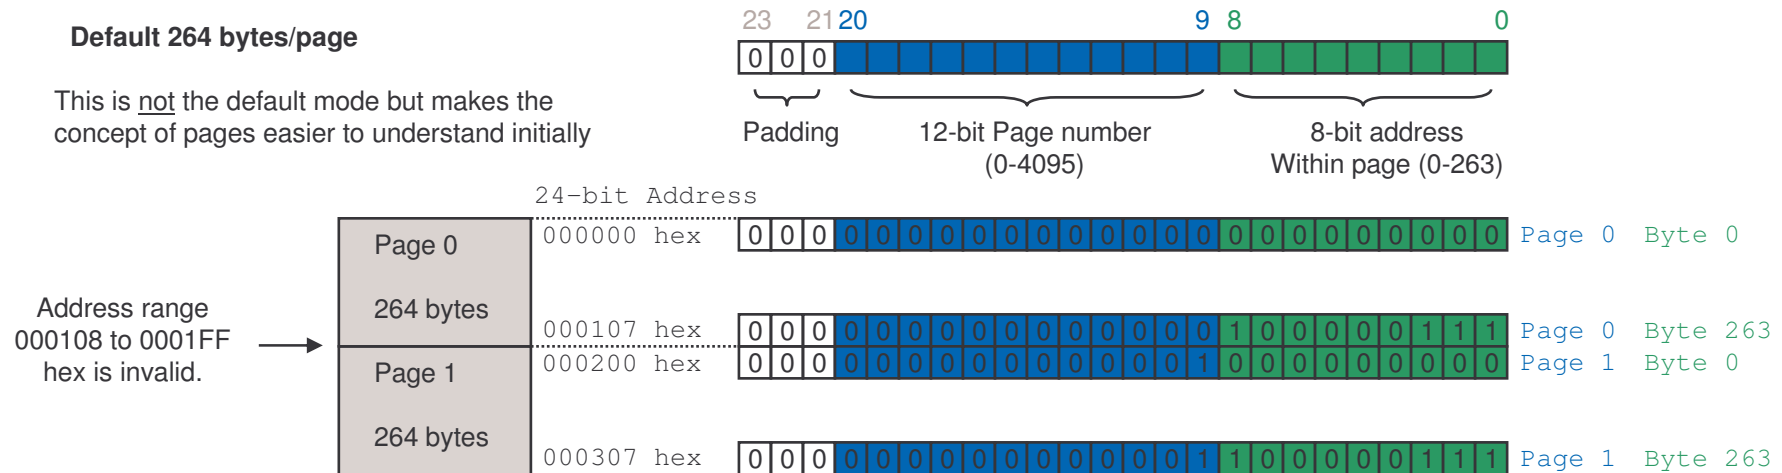 Default 264 bytes/page
This is not the default mode but makes the
concept of pages easier to understand initially
23 21 20 9 8 0
0 0 0
Padding
12-bit Page number
(0-4095)
8-bit address
Within page (0-263)
24-bit Address
Page 0
264 bytes
000000 hex 0 0 0 0 0 0 0 0 0 0 0 0 0 0 0 0 0 0 0 0 0 0 0 0 Page 0 Byte 0
Address range
000108 to 0001FF
hex is invalid.
000107 hex 0 0 0 0 0 0 0 0 0 0 0 0 0 0 0 1 0 0 0 0 0 1 1 1 Page 0 Byte 263
000200 hex 0 0 0 0 0 0 0 0 0 0 0 0 0 0 1 0 0 0 0 0 0 0 0 0 Page 1 Byte 0
Page 1
264 bytes
000307 hex 0 0 0 0 0 0 0 0 0 0 0 0 0 0 1 1 0 0 0 0 0 1 1 1 Page 1 Byte 263